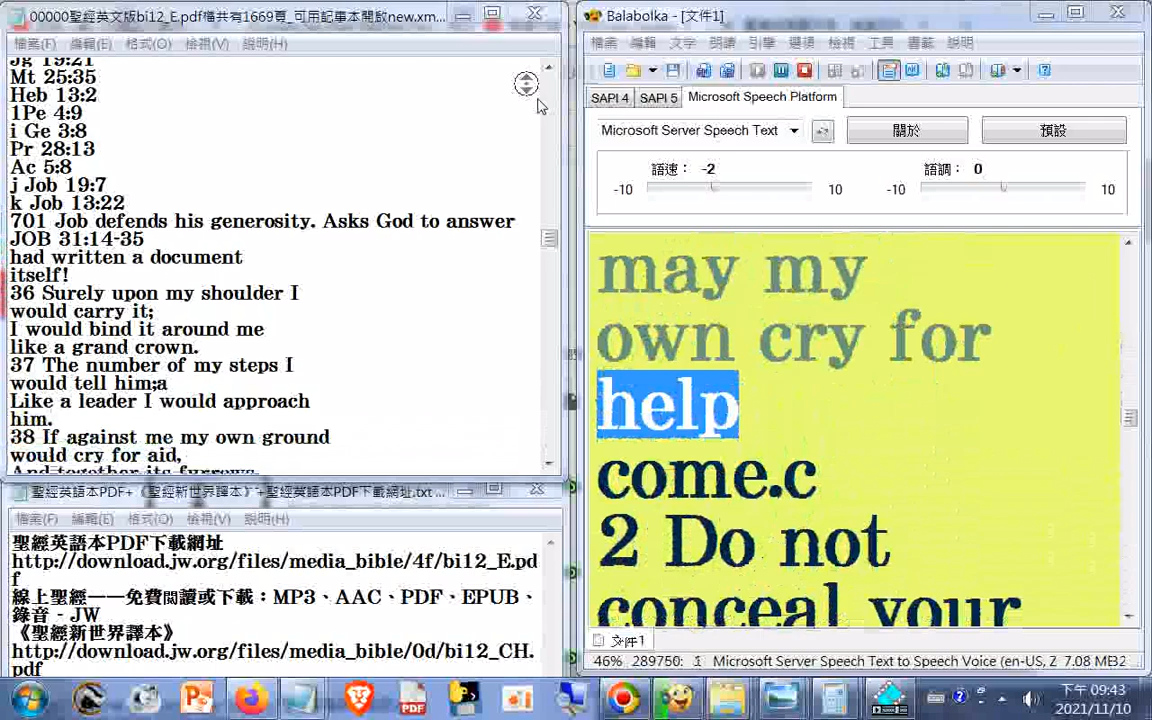 00000聖經英文版bi12_E.pdf檔共有1669頁_可用記事本開啟new.xm...
檔案(F) 編輯(E) 格式(O) 檢視(V) 說明(H)
Jg 19:21
Mt 25:35
Heb 13:2
1Pe 4:9
i Ge 3:8
Pr 28:13
Ac 5:8
j Job 19:7
k Job 13:22
701 Job defends his generosity. Asks God to answer
JOB 31:14-35
had written a document
itself!
36 Surely upon my shoulder I
would carry it;
I would bind it around me
like a grand crown.
37 The number of my steps I
would tell him;a
Like a leader I would approach
him.
38 If against me my own ground
would cry for aid,
And together its furrows
聖經英語本PDF+《聖經新世界譯本》+聖經英語本PDF下載網址.txt ...
檔案(F) 編輯(E) 格式(O) 檢視(V) 說明(H)
聖經英語本PDF下載網址
http://download.jw.org/files/media_bible/4f/bi12_E.pd
f
線上聖經——免費閱讀或下載：MP3、AAC、PDF、EPUB、
錄音 - JW
《聖經新世界譯本》
http://download.jw.org/files/media_bible/0d/bi12_CH.
pdf
Balabolka - [文件1]
檔案 編輯 文字 朗讀 引擎 選項 檢視 工具 書籤 說明
SAPI 4 SAPI 5 Microsoft Speech Platform
Microsoft Server Speech Text 關於 預設
語速： -2 語調： 0
-10 10 -10 10
may my
own cry for
help
come.c
2 Do not
conceal your
文件1
46% 289750: 1 Microsoft Server Speech Text to Speech Voice (en-US, Z 7.08 MB
下午 09:43
2021/11/10